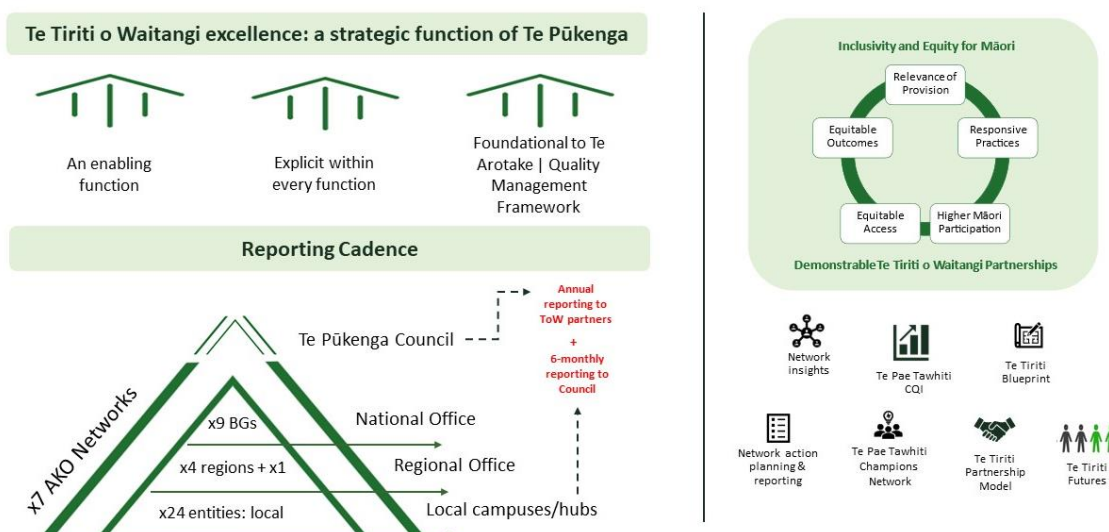 Te Tiriti o Waitangi excellence: a strategic function of Te Pūkenga
An enabling
function
Explicit within
every function
Foundational to Te
Arotake | Quality
Management
Framework
Reporting Cadence
Annual
reporting to
ToW partners
+
6-monthly
reporting to
Council
Te Pūkenga Council
x7 AKO Networks
x9 BGs
National Office
x4 regions + x1
Regional Office
x24 entities: local
Local campuses/hubs
Inclusivity and Equity for Māori
Relevance of
Provision
Equitable
Outcomes
Responsive
Practices
Equitable
Access
Higher Māori
Participation
Demonstrable Te Tiriti o Waitangi Partnerships
Network
insights
Te Pae Tawhiti
CQI
Te Tiriti
Blueprint
Network action
planning &
reporting
Te Pae Tawhiti
Champions
Network
Te Tiriti
Partnership
Model
Te Tiriti
Futures